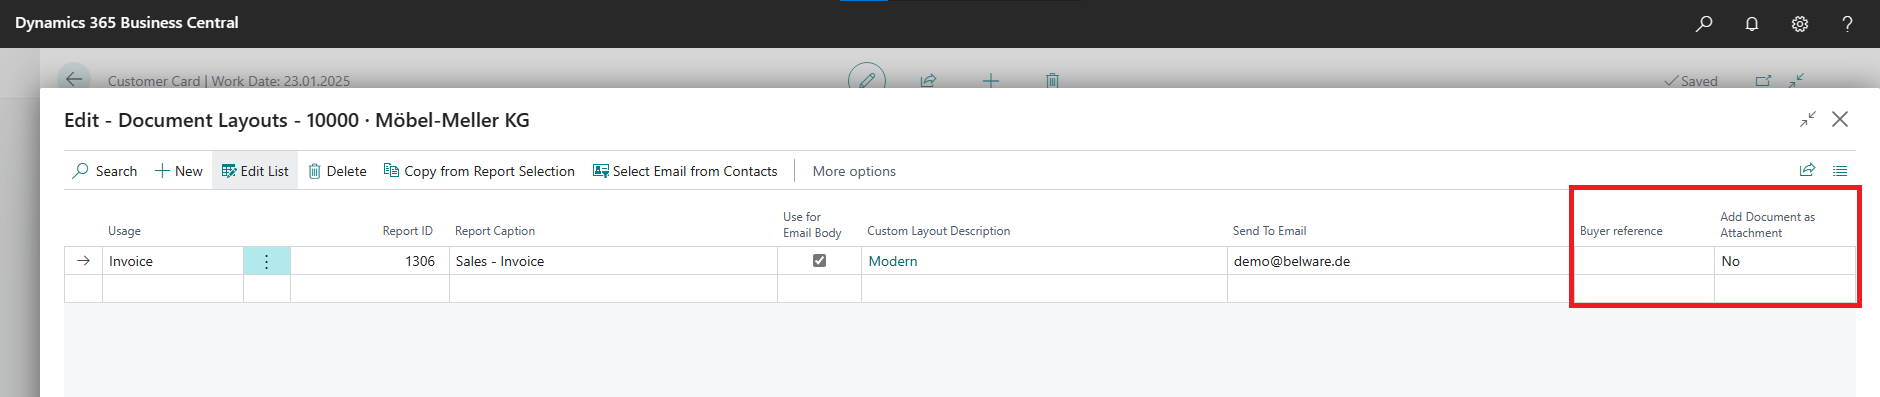 Dynamics 365 Business Central
Customer Card | Work Date: 23.01.2025
Saved
Edit - Document Layouts - 10000 · Möbel-Meller KG
Search New Edit List Delete Copy from Report Selection Select Email from Contacts More options
Usage Report ID Report Caption Use for Email Body Custom Layout Description Send To Email Buyer reference Add Document as Attachment
Invoice 1306 Sales - Invoice Modern demo@belware.de No